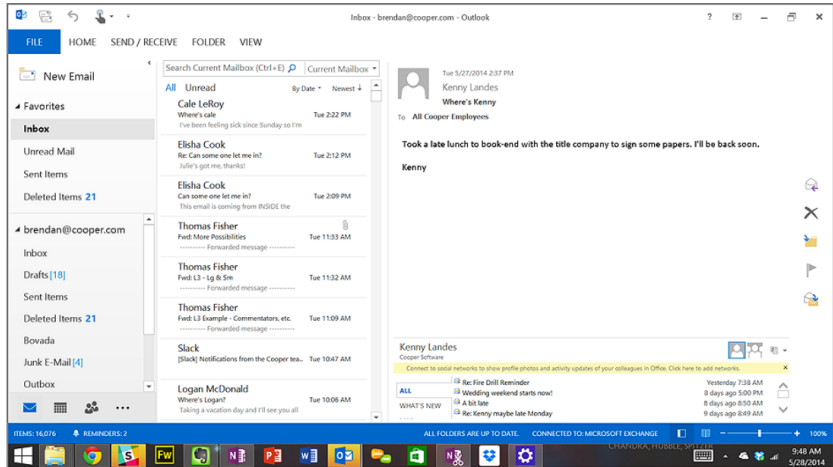 Inbox - brendan@cooper.com - Outlook
?
FILE HOME SEND / RECEIVE FOLDER VIEW
New Email
Favorites
Inbox
Unread Mail
Sent Items
Deleted Items 21
brendan@cooper.com
Inbox
Drafts [18]
Sent Items
Deleted Items 21
Bovada
Junk E-Mail [4]
Outbox
Search Current Mailbox (Ctrl+E) Current Mailbox
All Unread By Date Newest
Cale LeRoy
Where's cale Tue 2:22 PM
I've been feeling sick since Sunday so I'm
Elisha Cook
Re: Can some one let me in? Tue 2:12 PM
Julie's got me, thanks!
Elisha Cook
Can some one let me in? Tue 2:09 PM
This email is coming from INSIDE the
Thomas Fisher
Fwd: More Possibilities Tue 11:33 AM
---------- Forwarded message ----------
Thomas Fisher
Fwd: L3 - Lg & Sm Tue 11:32 AM
---------- Forwarded message ----------
Thomas Fisher
Fwd: L3 Example - Commentators, etc. Tue 11:09 AM
---------- Forwarded message ----------
Slack
[Slack] Notifications from the Cooper tea... Tue 10:47 AM
Logan McDonald
Where's Logan? Tue 10:06 AM
Taking a vacation day and I'll see you all
Tue 5/27/2014 2:37 PM
Kenny Landes
Where's Kenny
To All Cooper Employees
Took a late lunch to book-end with the title company to sign some papers. I'll be back soon.
Kenny
Kenny Landes
Cooper Software
Connect to social networks to show profile photos and activity updates of your colleagues in Office. Click here to add networks.
ALL
WHAT'S NEW
Re: Fire Drill Reminder Yesterday 7:38 AM
Wedding weekend starts now! 8 days ago 5:00 PM
A bit late 8 days ago 8:50 AM
Re: Kenny maybe late Monday 9 days ago 8:49 AM
ITEMS: 16,076 REMINDERS: 2 ALL FOLDERS ARE UP TO DATE. CONNECTED TO: MICROSOFT EXCHANGE 100%
CHANDRA, HUBBLE, SPITZER
Fw
9:48 AM
5/28/2014